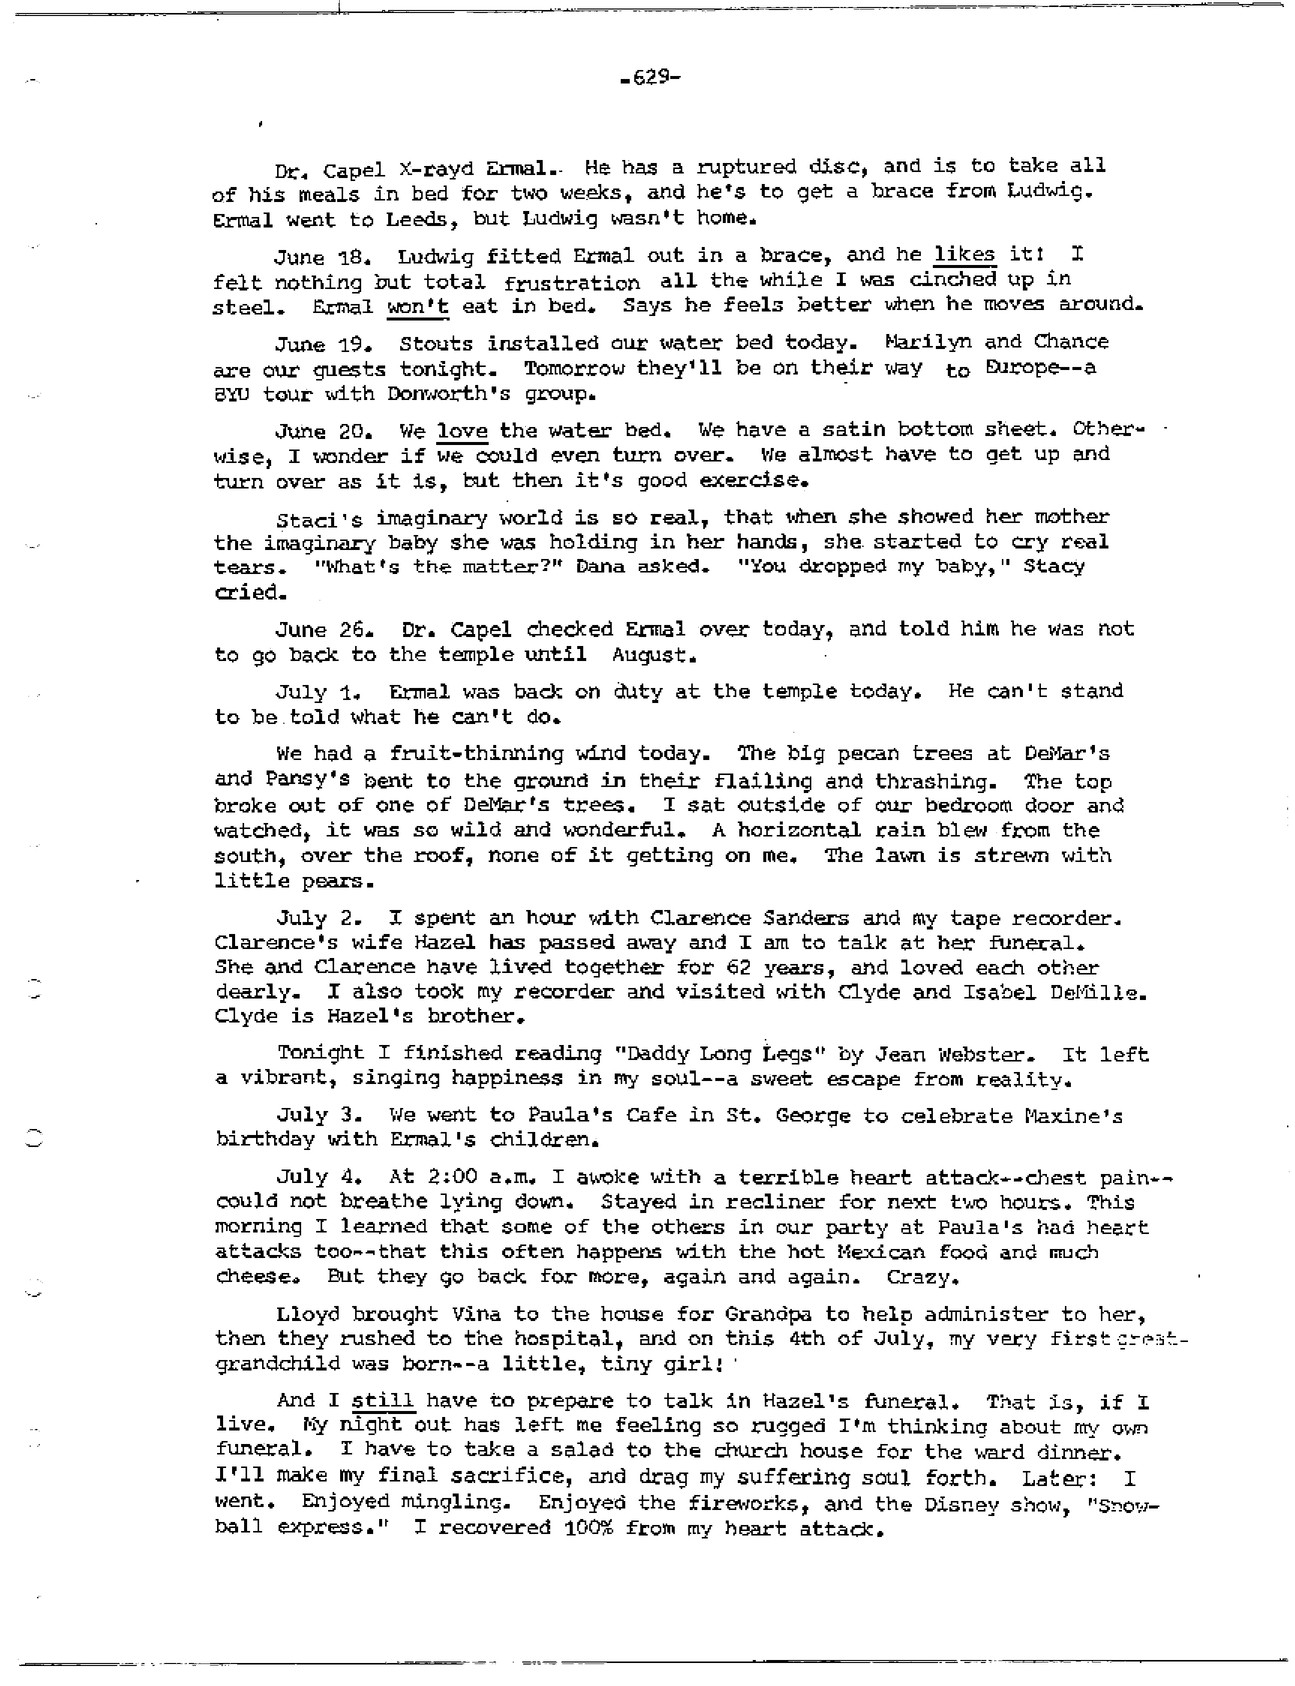 -629-
Dr. Capel X-rayd Ermal. He has a ruptured disc, and is to take all
of his meals in bed for two weeks, and he's to get a brace from Ludwig.
Ermal went to Leeds, but Ludwig wasn't home.
June 18. Ludwig fitted Ermal out in a brace, and he likes it! I
felt nothing but total frustration all the while I was cinched up in
steel. Ermal won't eat in bed. Says he feels better when he moves around.
June 19. Stouts installed our water bed today. Marilyn and Chance
are our guests tonight. Tomorrow they'll be on their way to Europe--a
BYU tour with Donworth's group.
June 20. We love the water bed. We have a satin bottom sheet. Other-
wise, I wonder if we could even turn over. We almost have to get up and
turn over as it is, but then it's good exercise.
Staci's imaginary world is so real, that when she showed her mother
the imaginary baby she was holding in her hands, she started to cry real
tears. "What's the matter?" Dana asked. "You dropped my baby," Stacy
cried.
June 26. Dr. Capel checked Ermal over today, and told him he was not
to go back to the temple until August.
July 1. Ermal was back on duty at the temple today. He can't stand
to be told what he can't do.
We had a fruit-thinning wind today. The big pecan trees at DeMar's
and Pansy's bent to the ground in their flailing and thrashing. The top
broke out of one of DeMar's trees. I sat outside of our bedroom door and
watched, it was so wild and wonderful. A horizontal rain blew from the
south, over the roof, none of it getting on me. The lawn is strewn with
little pears.
July 2. I spent an hour with Clarence Sanders and my tape recorder.
Clarence's wife Hazel has passed away and I am to talk at her funeral.
She and Clarence have lived together for 62 years, and loved each other
dearly. I also took my recorder and visited with Clyde and Isabel DeMille.
Clyde is Hazel's brother.
Tonight I finished reading "Daddy Long Legs" by Jean Webster. It left
a vibrant, singing happiness in my soul--a sweet escape from reality.
July 3. We went to Paula's Cafe in St. George to celebrate Maxine's
birthday with Ermal's children.
July 4. At 2:00 a.m. I awoke with a terrible heart attack--chest pain--
could not breathe lying down. Stayed in recliner for next two hours. This
morning I learned that some of the others in our party at Paula's had heart
attacks too--that this often happens with the hot Mexican food and much
cheese. But they go back for more, again and again. Crazy.
Lloyd brought Vina to the house for Grandpa to help administer to her,
then they rushed to the hospital, and on this 4th of July, my very first great-
grandchild was born--a little, tiny girl!
And I still have to prepare to talk in Hazel's funeral. That is, if I
live. My night out has left me feeling so rugged I'm thinking about my own
funeral. I have to take a salad to the church house for the ward dinner.
I'll make my final sacrifice, and drag my suffering soul forth. Later: I
went. Enjoyed mingling. Enjoyed the fireworks, and the Disney show, "Snow-
ball express." I recovered 100% from my heart attack.